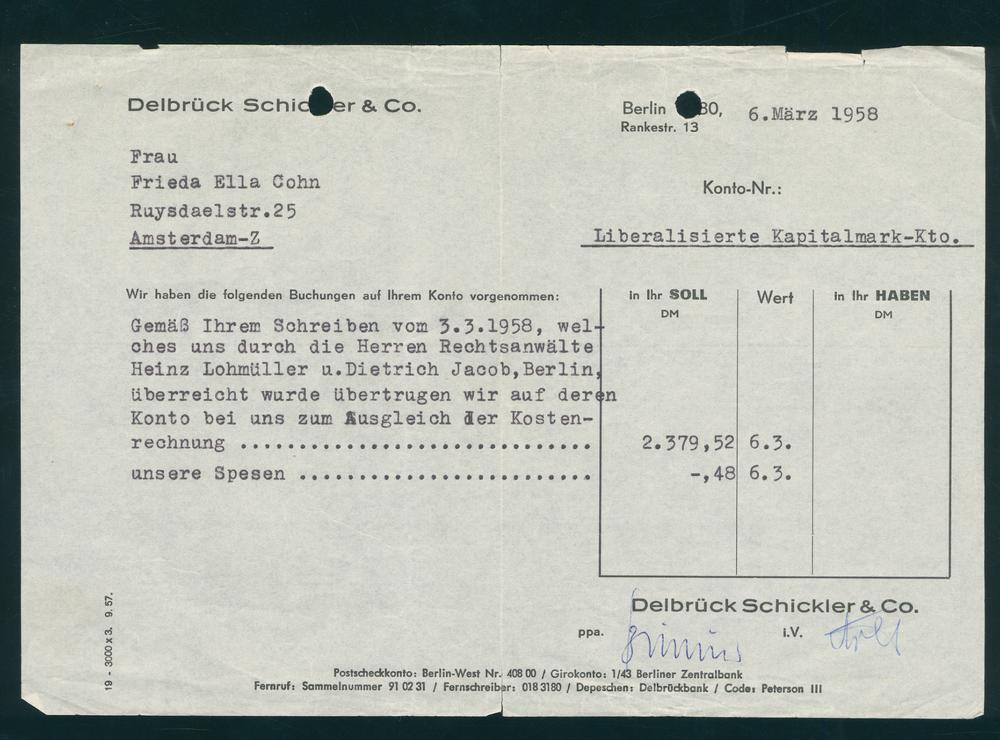 Delbrück Schickler & Co.
Berlin 30,
Rankestr. 13
6.März 1958
Frau
Frieda Ella Cohn
Ruysdaelstr.25
Amsterdam-Z
Konto-Nr.:
Liberalisierte Kapitalmark-Kto.
Wir haben die folgenden Buchungen auf Ihrem Konto vorgenommen:
in Ihr SOLL
DM
Wert
in Ihr HABEN
DM
Gemäß Ihrem Schreiben vom 3.3.1958, wel-
ches uns durch die Herren Rechtsanwälte
Heinz Lohmüller u.Dietrich Jacob,Berlin,
überreicht wurde übertrugen wir auf deren
Konto bei uns zum Ausgleich der Kosten-
rechnung .............................. 2.379,52 6.3.
unsere Spesen ......................... -,48 6.3.
Delbrück Schickler & Co.
ppa. i.V.
Postscheckkonto: Berlin-West Nr. 408 00 / Girokonto: 1/43 Berliner Zentralbank
Fernruf: Sammelnummer 91 02 31 / Fernschreiber: 018 3180 / Depeschen: Delbrückbank / Code: Peterson III
19 - 3000 x 3. 9. 57.